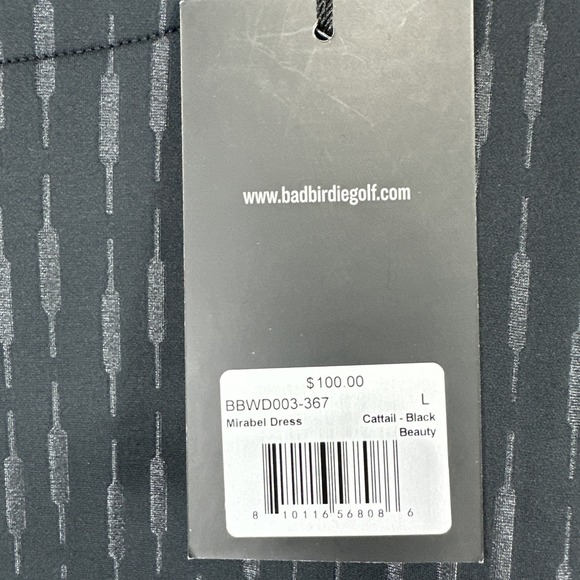 www.badbirdiegolf.com
$100.00
BBWD003-367 L
Mirabel Dress Cattail - Black
Beauty
8 10116 56808 6